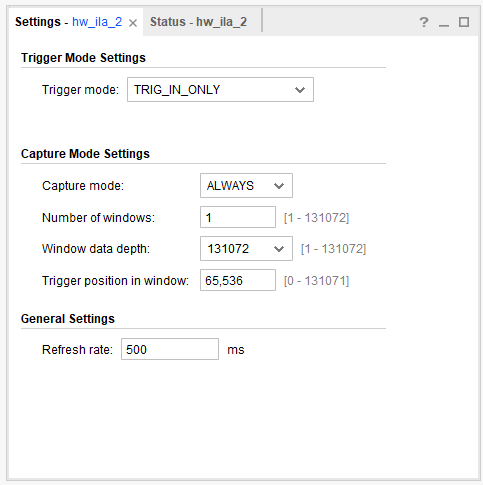 Settings - hw_ila_2 × Status - hw_ila_2 ?
Trigger Mode Settings
Trigger mode: TRIG_IN_ONLY
Capture Mode Settings
Capture mode: ALWAYS
Number of windows: 1 [1 - 131072]
Window data depth: 131072 [1 - 131072]
Trigger position in window: 65,536 [0 - 131071]
General Settings
Refresh rate: 500 ms